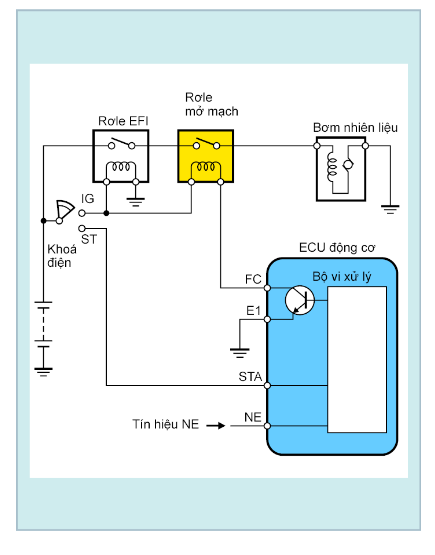 Rơle
mở mạch
Rơle EFI
Bơm nhiên liệu
IG
ST
Khoá
điện
ECU động cơ
Bộ vi xử lý
FC
E1
STA
NE
Tín hiệu NE